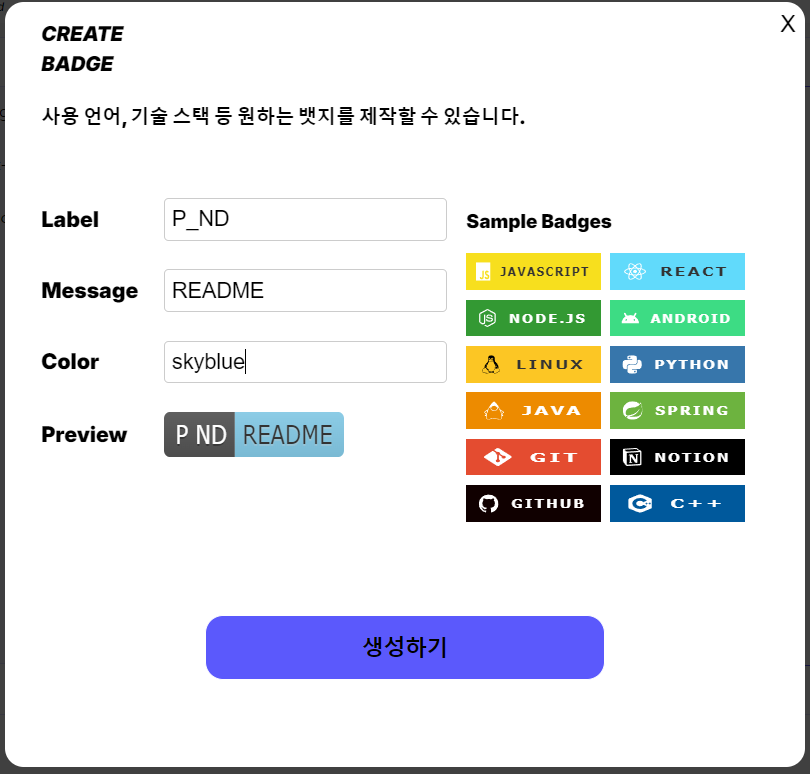 X
CREATE
BADGE
사용 언어, 기술 스택 등 원하는 뱃지를 제작할 수 있습니다.
Label P_ND
Message README
Color skyblue
Preview P ND README
Sample Badges
JS JAVASCRIPT REACT
JS NODE.JS ANDROID
LINUX PYTHON
JAVA SPRING
GIT N NOTION
GITHUB C++
생성하기